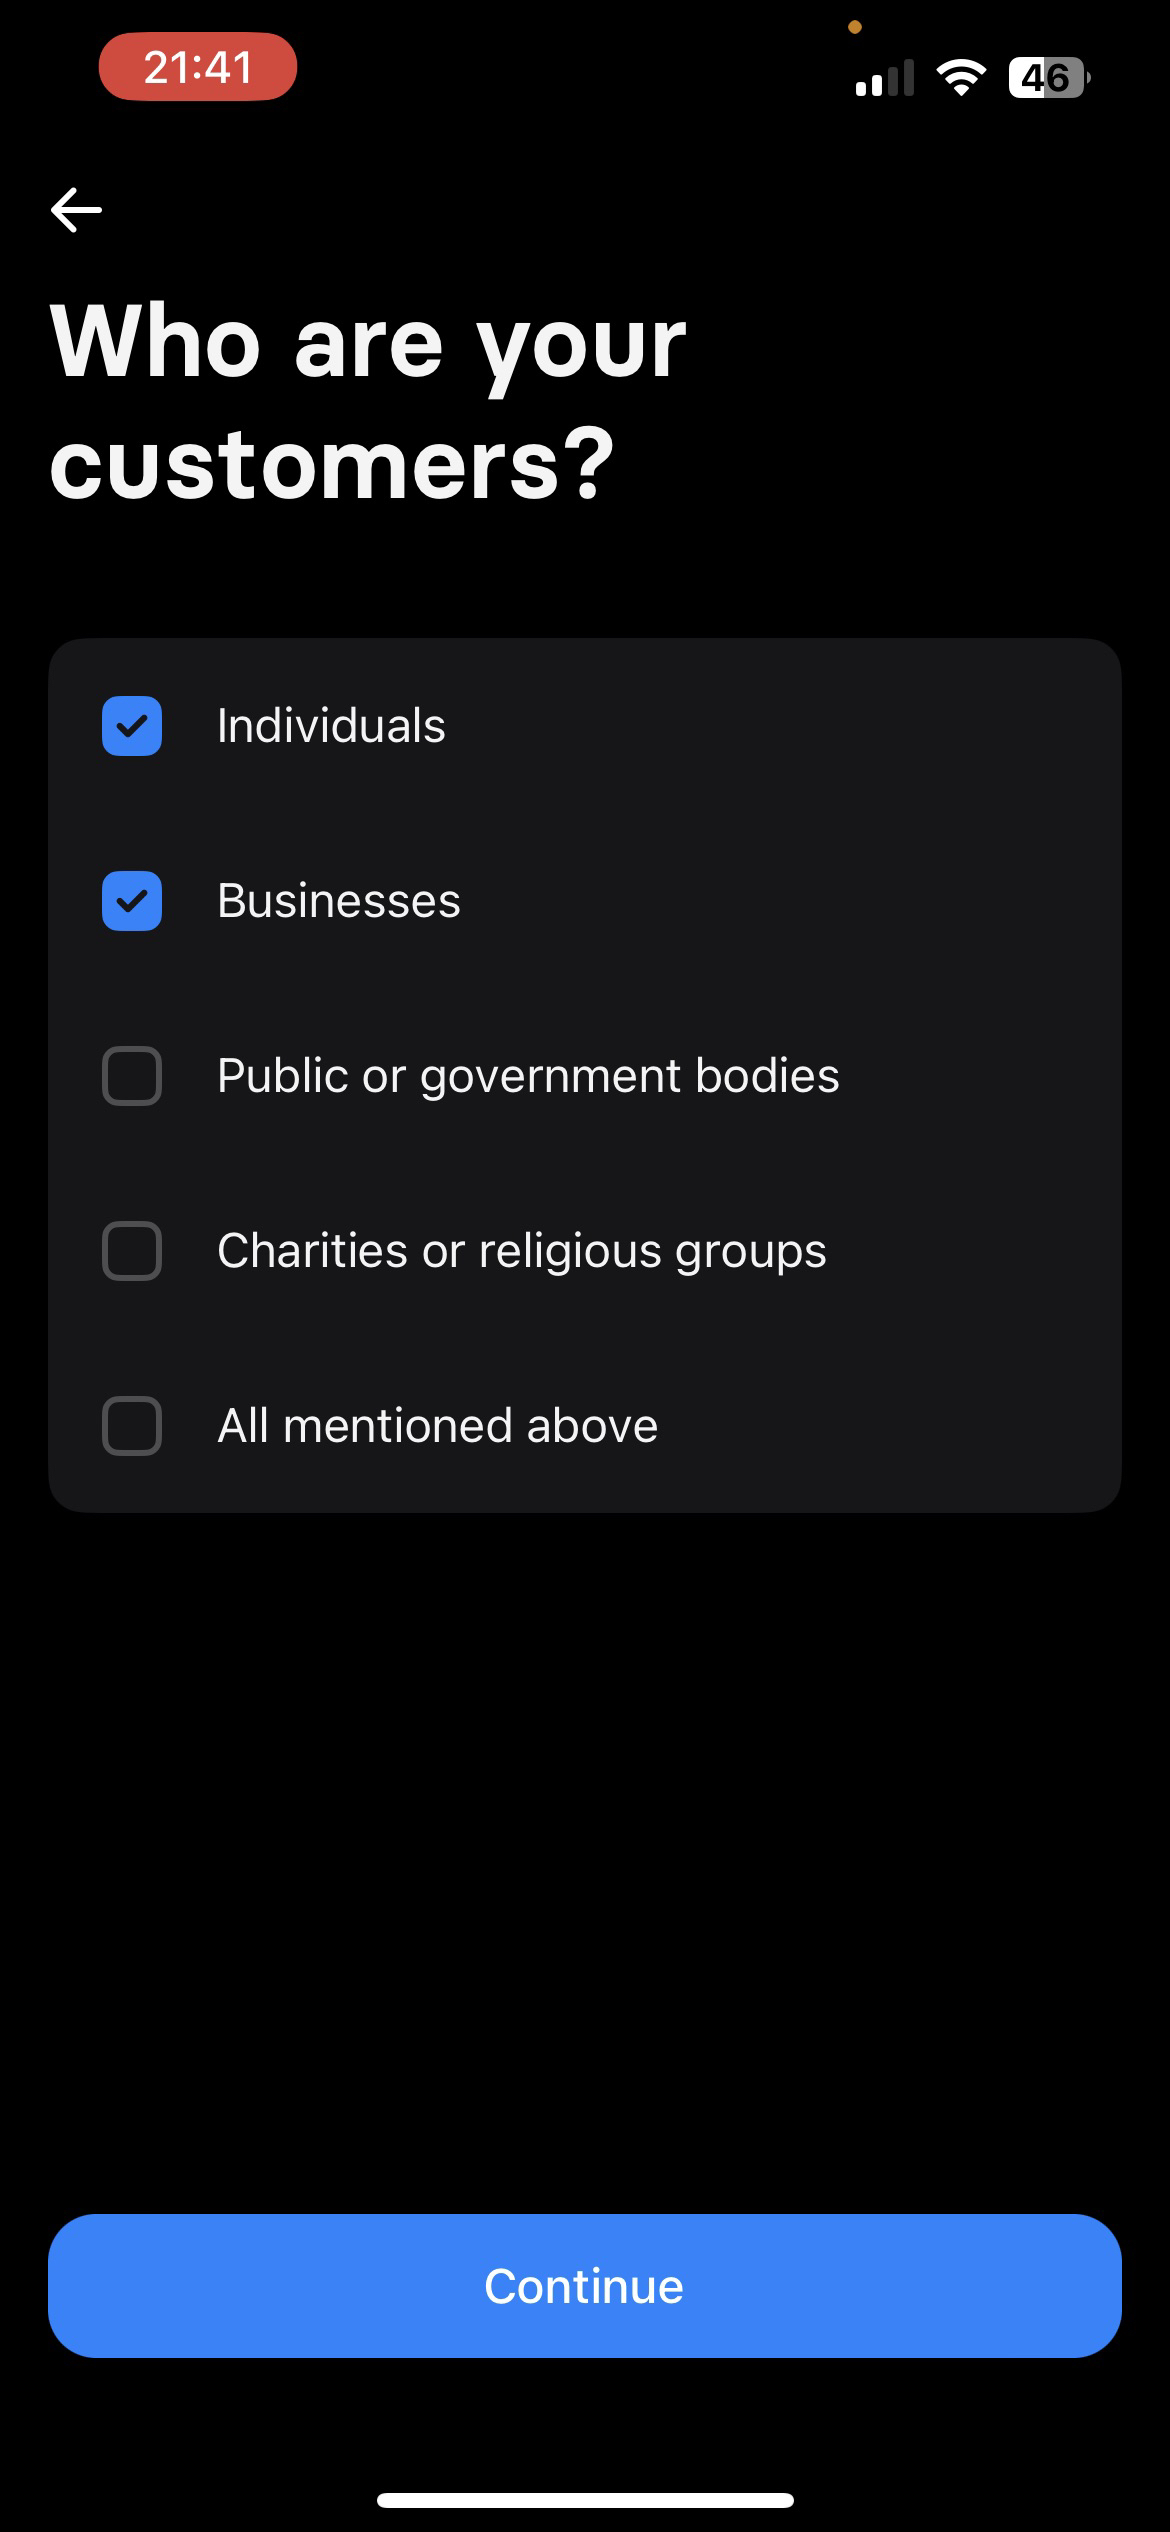 21:41
46
Who are your
customers?
Individuals
Businesses
Public or government bodies
Charities or religious groups
All mentioned above
Continue